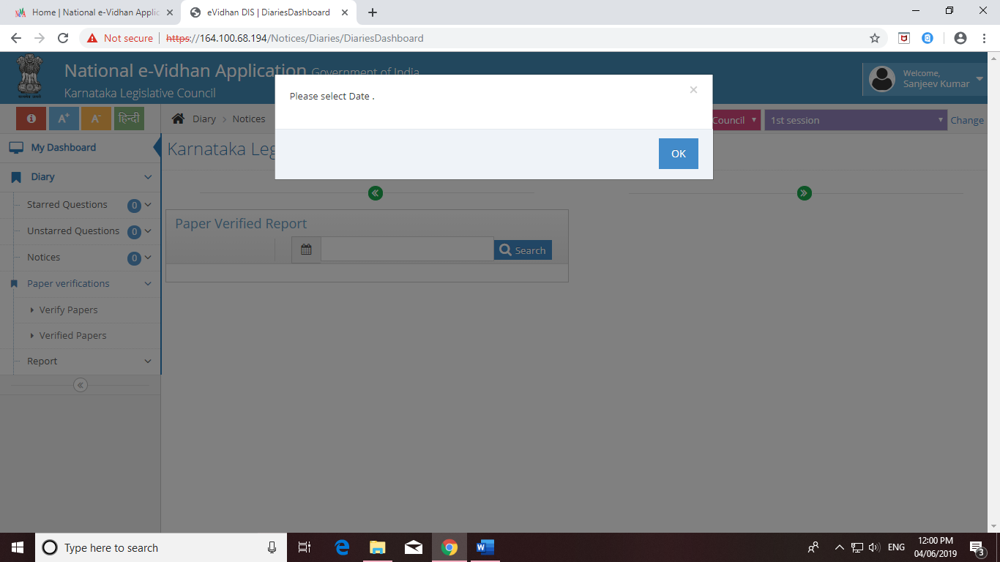 Home | National e-Vidhan Applic
eVidhan DIS | DiariesDashboard
Not secure
https://164.100.68.194/Notices/Diaries/DiariesDashboard
National e-Vidhan Application Government of India
Karnataka Legislative Council
Welcome,
Sanjeev Kumar
Please select Date .
OK
A+
A-
हिन्दी
Diary > Notices
Council
1st session
Change
My Dashboard
Karnataka Leg
Diary
Starred Questions 0
Unstarred Questions 0
Notices 0
Paper verifications
Verify Papers
Verified Papers
Report
Paper Verified Report
Search
Type here to search
ENG
12:00 PM
04/06/2019
3